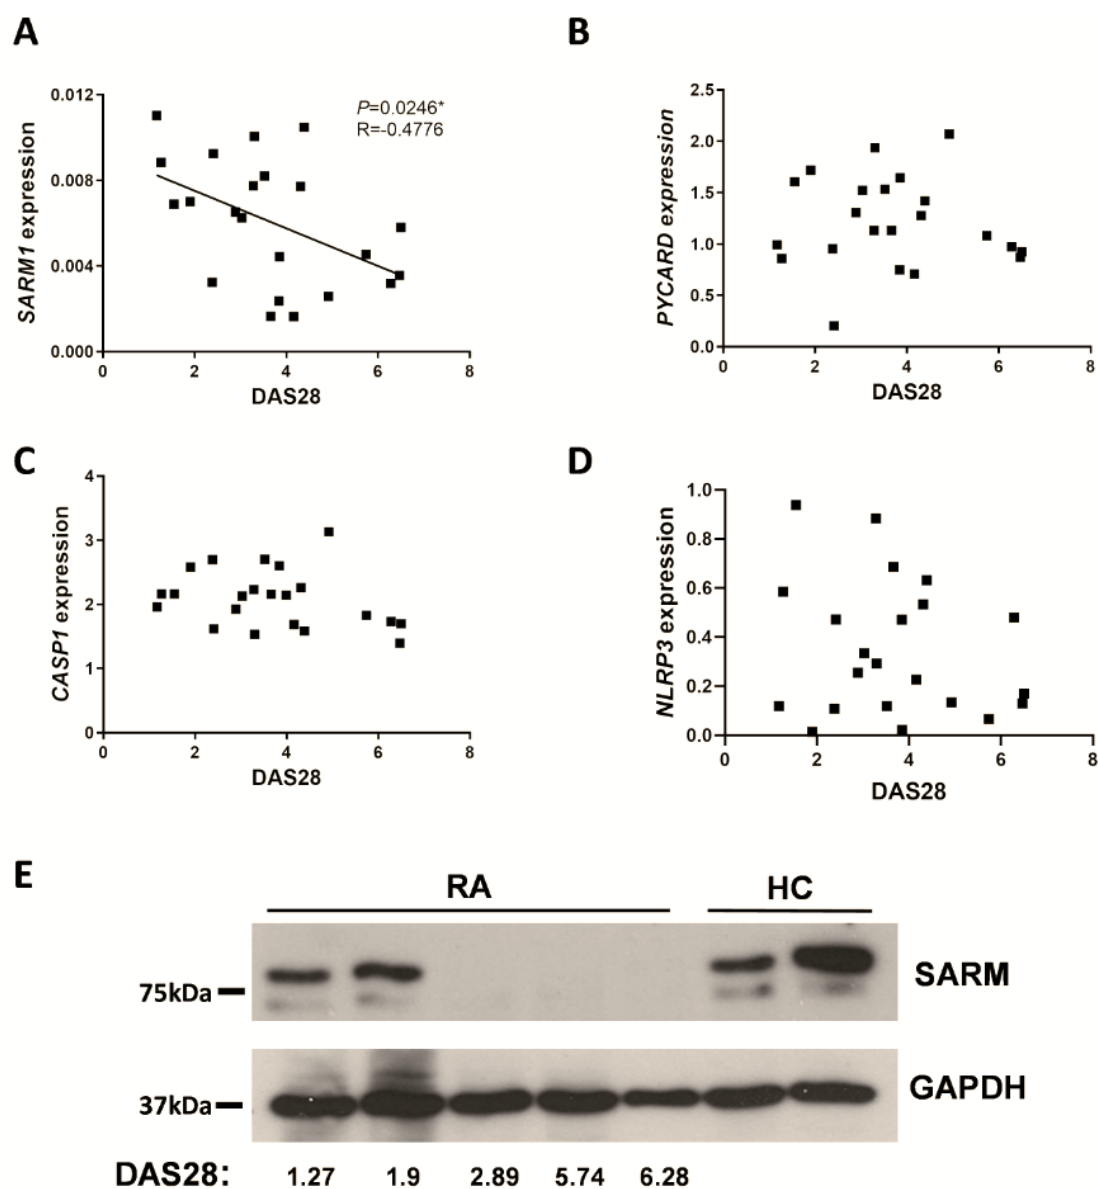 A
0.012
0.008
0.004
0.000
SARM1 expression
P=0.0246*
R=-0.4776
0 2 4 6 8
DAS28
B
2.5
2.0
1.5
1.0
0.5
0.0
PYCARD expression
0 2 4 6 8
DAS28
C
4
3
2
1
0
CASP1 expression
0 2 4 6 8
DAS28
D
1.0
0.8
0.6
0.4
0.2
0.0
NLRP3 expression
0 2 4 6 8
DAS28
E
RA HC
75kDa
SARM
37kDa
GAPDH
DAS28: 1.27 1.9 2.89 5.74 6.28